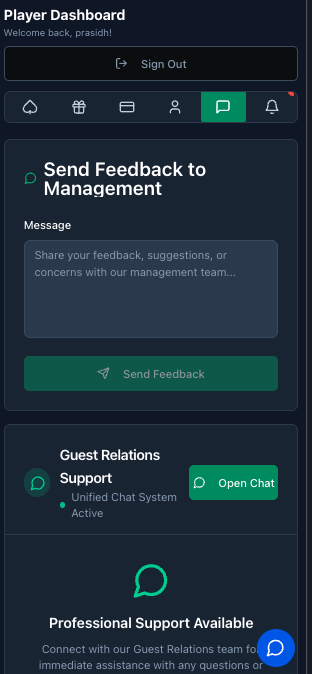 Player Dashboard
Welcome back, prasidh!
Sign Out
Send Feedback to
Management
Message
Share your feedback, suggestions, or
concerns with our management team...
Send Feedback
Guest Relations
Support
Unified Chat System
Active
Open Chat
Professional Support Available
Connect with our Guest Relations team for
immediate assistance with any questions or